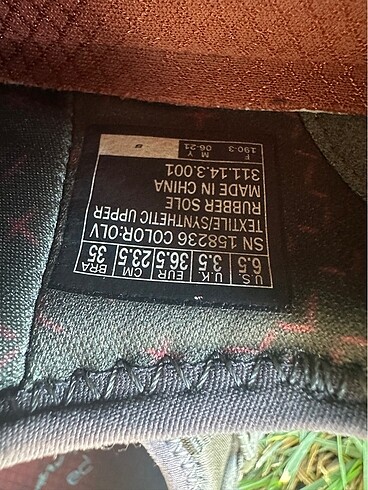 U.S. U.K. EUR CM BRA
6.5 3.5 36.5 23.5 35
SN 158236 COLOR:OLV
TEXTILE/SYNTHETIC UPPER
RUBBER SOLE
MADE IN CHINA
311.14.3.001
190-3 06-21
F M Y